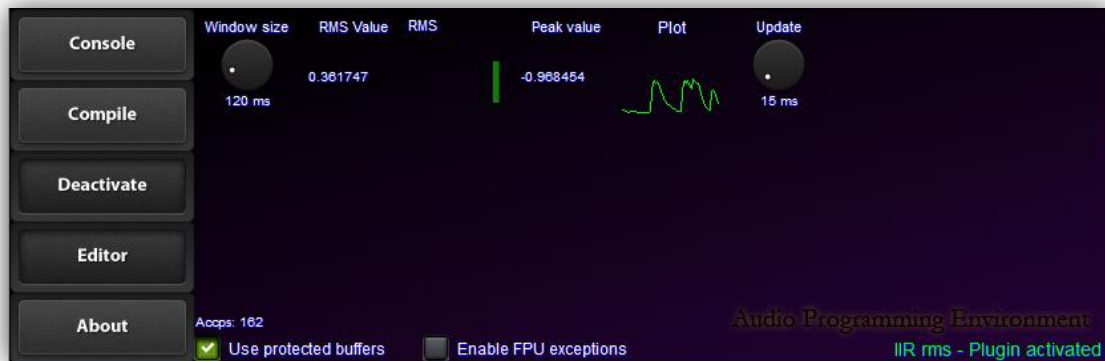 Console
Compile
Deactivate
Editor
About
Window size RMS Value RMS Peak value Plot Update
0.361747 -0.968454
120 ms 15 ms
Accps: 162
Audio Programming Environment
Use protected buffers Enable FPU exceptions IIR rms - Plugin activated